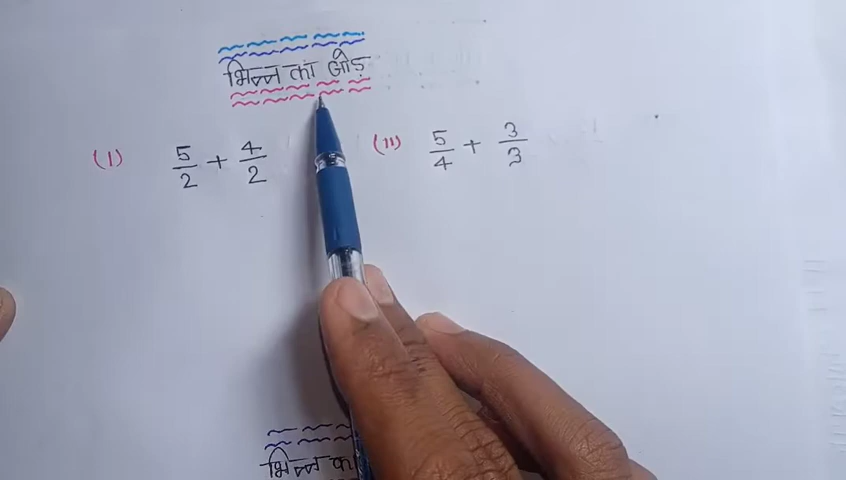 भिन्न का जोड़
(I) 5/2 + 4/2 (II) 5/4 + 3/3
भिन्न का